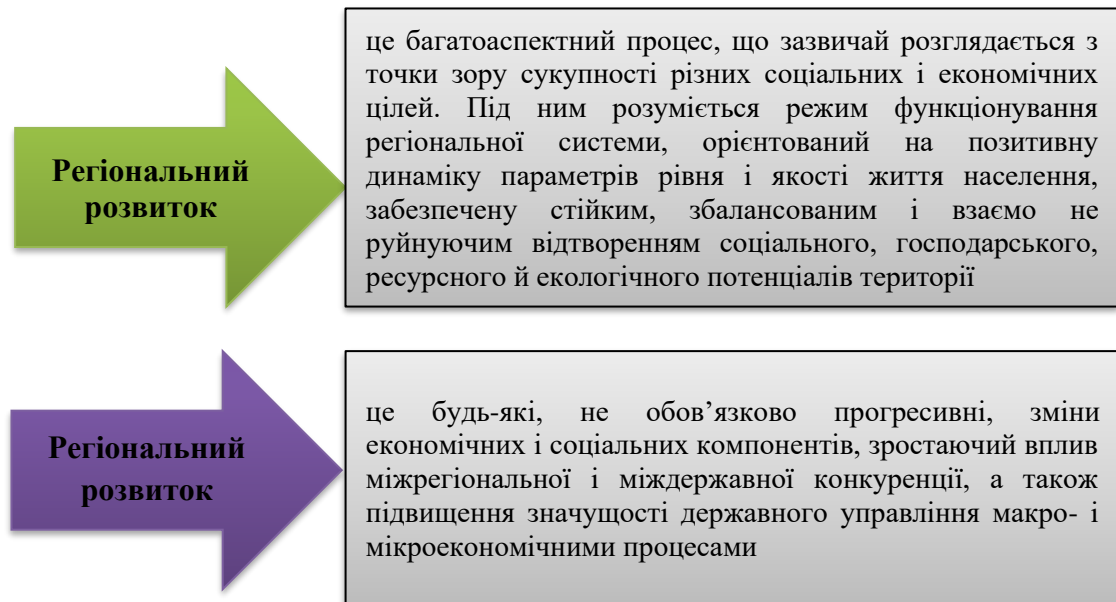 Регіональний
розвиток
це багатоаспектний процес, що зазвичай розглядається з
точки зору сукупності різних соціальних і економічних
цілей. Під ним розуміється режим функціонування
регіональної системи, орієнтований на позитивну
динаміку параметрів рівня і якості життя населення,
забезпечену стійким, збалансованим і взаємо не
руйнуючим відтворенням соціального, господарського,
ресурсного й екологічного потенціалів території
Регіональний
розвиток
це будь-які, не обов’язково прогресивні, зміни
економічних і соціальних компонентів, зростаючий вплив
міжрегіональної і міждержавної конкуренції, а також
підвищення значущості державного управління макро- і
мікроекономічними процесами